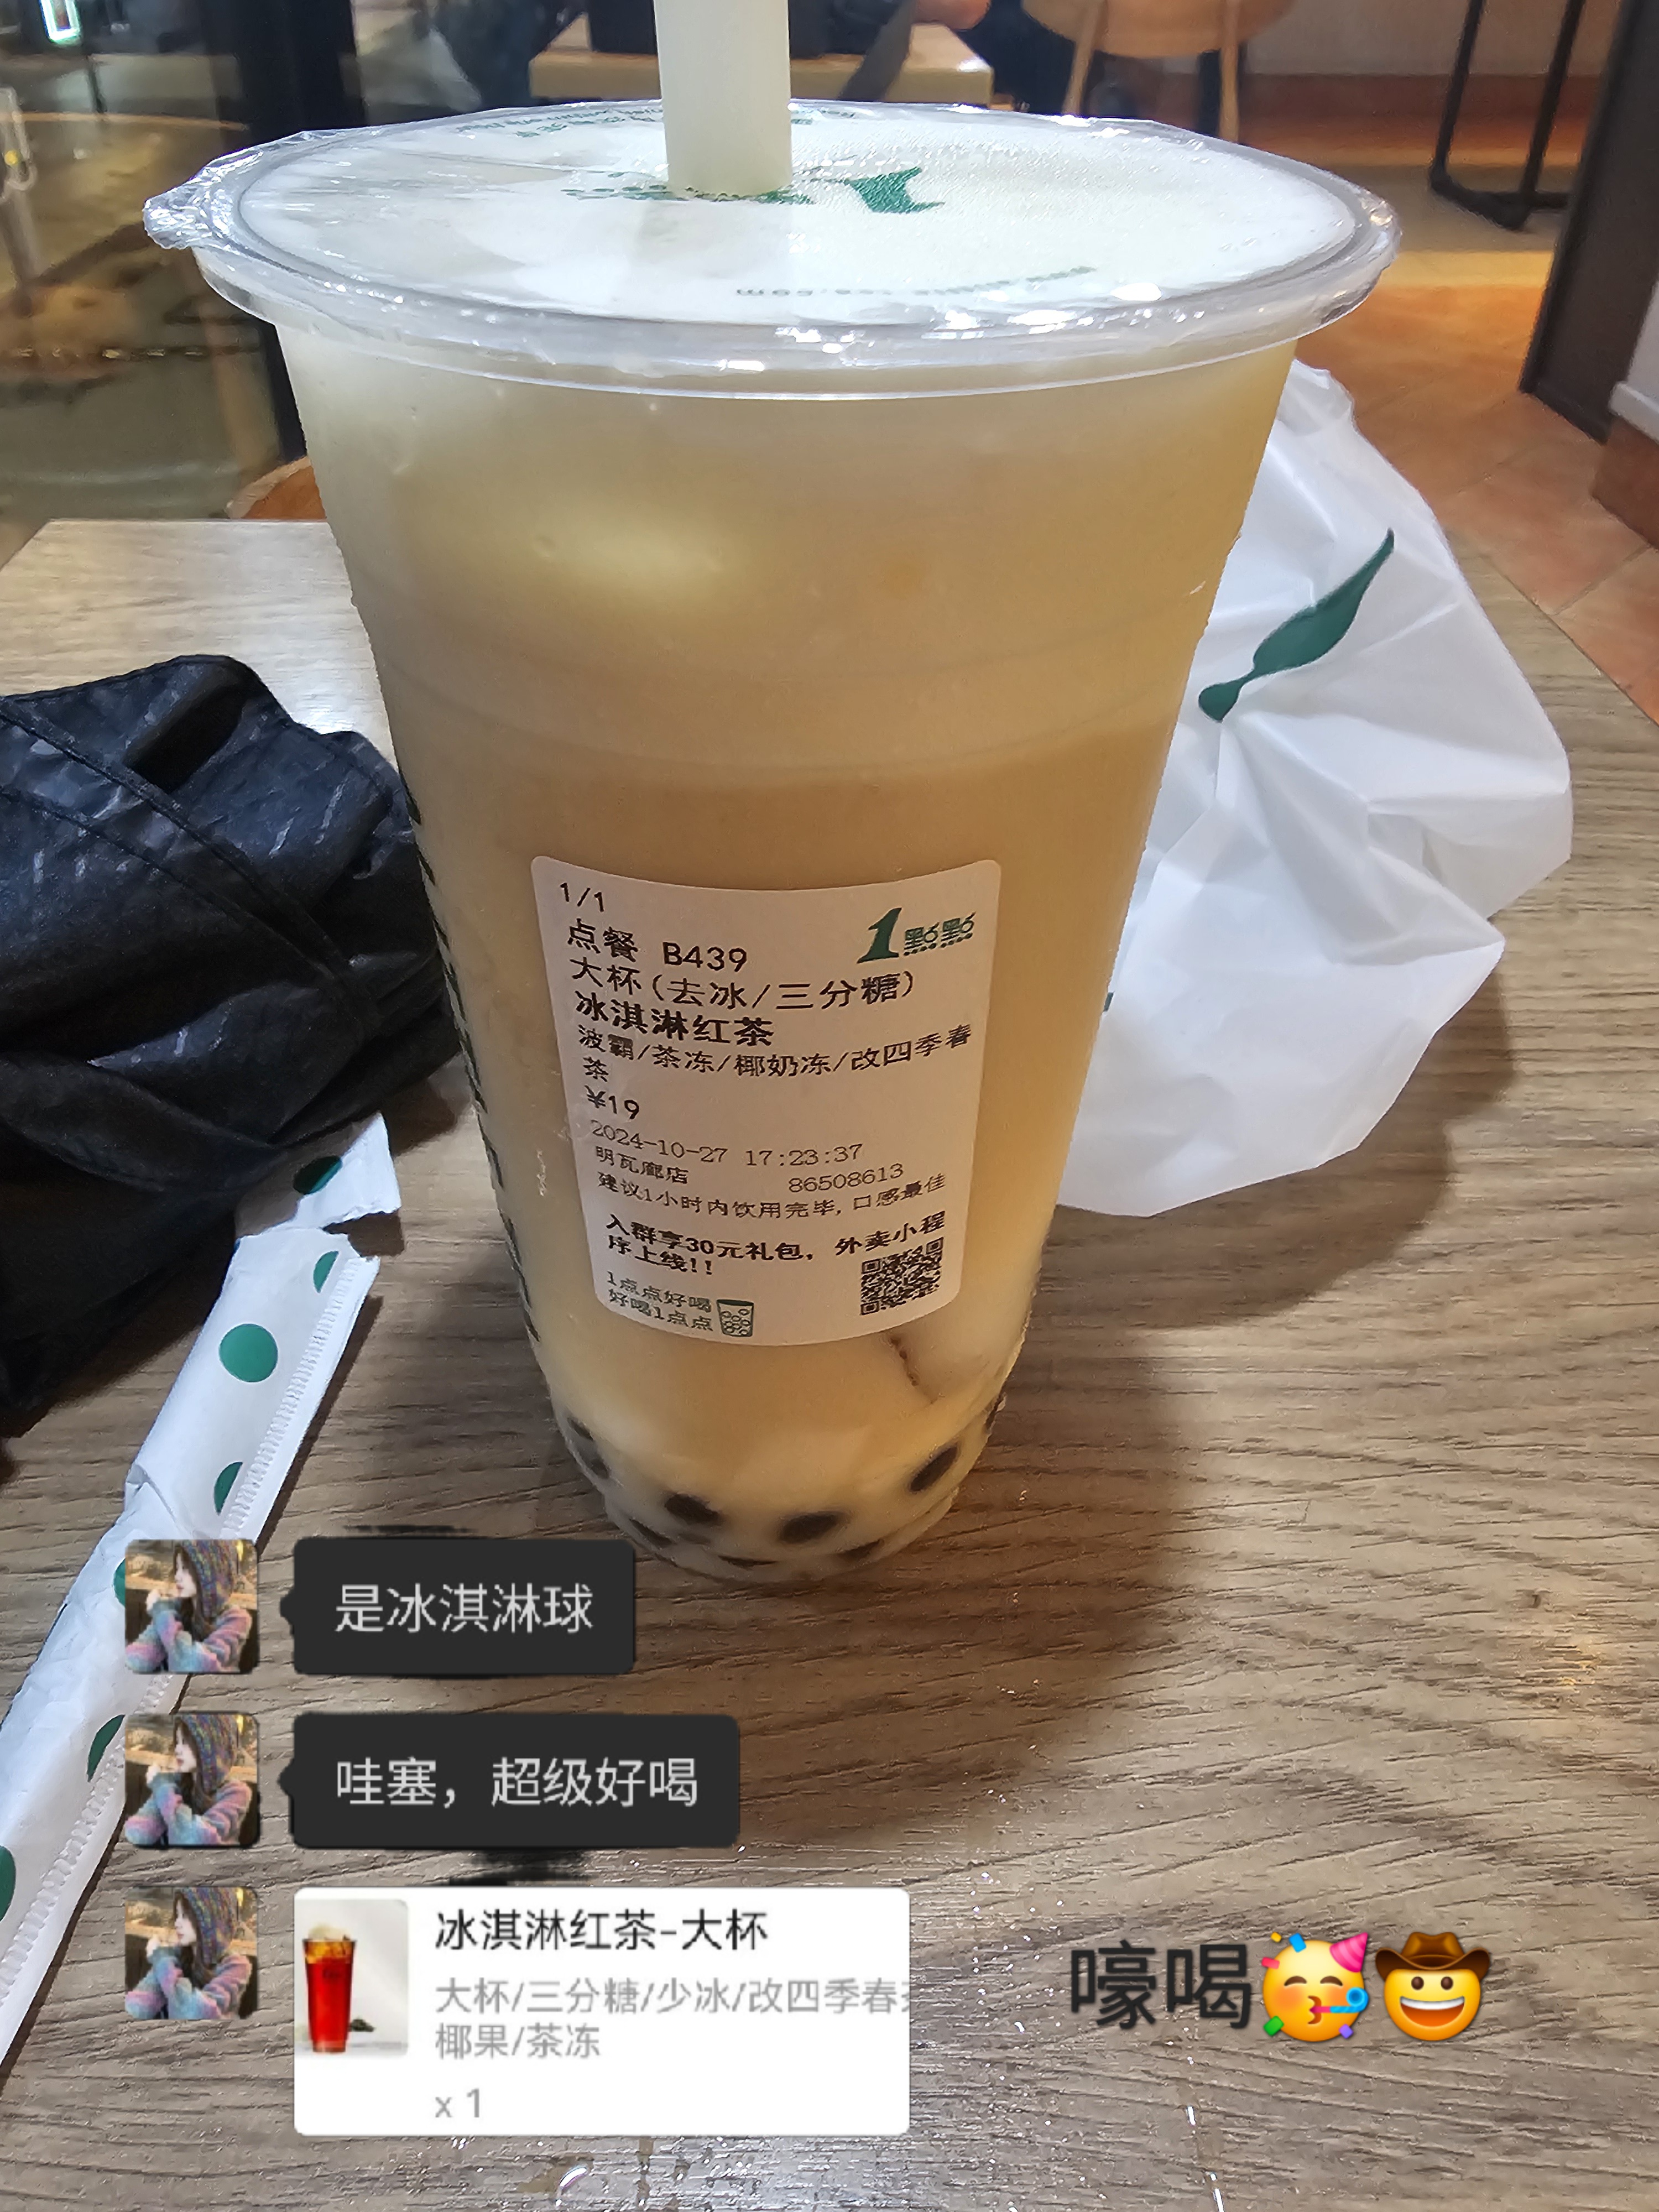 1/1
1點點
点餐 B439
大杯(去冰/三分糖)
冰淇淋红茶
波霸/茶冻/椰奶冻/改四季春
茶
¥19
2024-10-27 17:23:37
明瓦廊店 86508613
建议1小时内饮用完毕,口感最佳
入群享30元礼包，外卖小程
序上线!!
1点点好喝
好喝1点点
是冰淇淋球
哇塞，超级好喝
冰淇淋红茶-大杯
大杯/三分糖/少冰/改四季春
椰果/茶冻
x 1
嚎喝🥳🤠